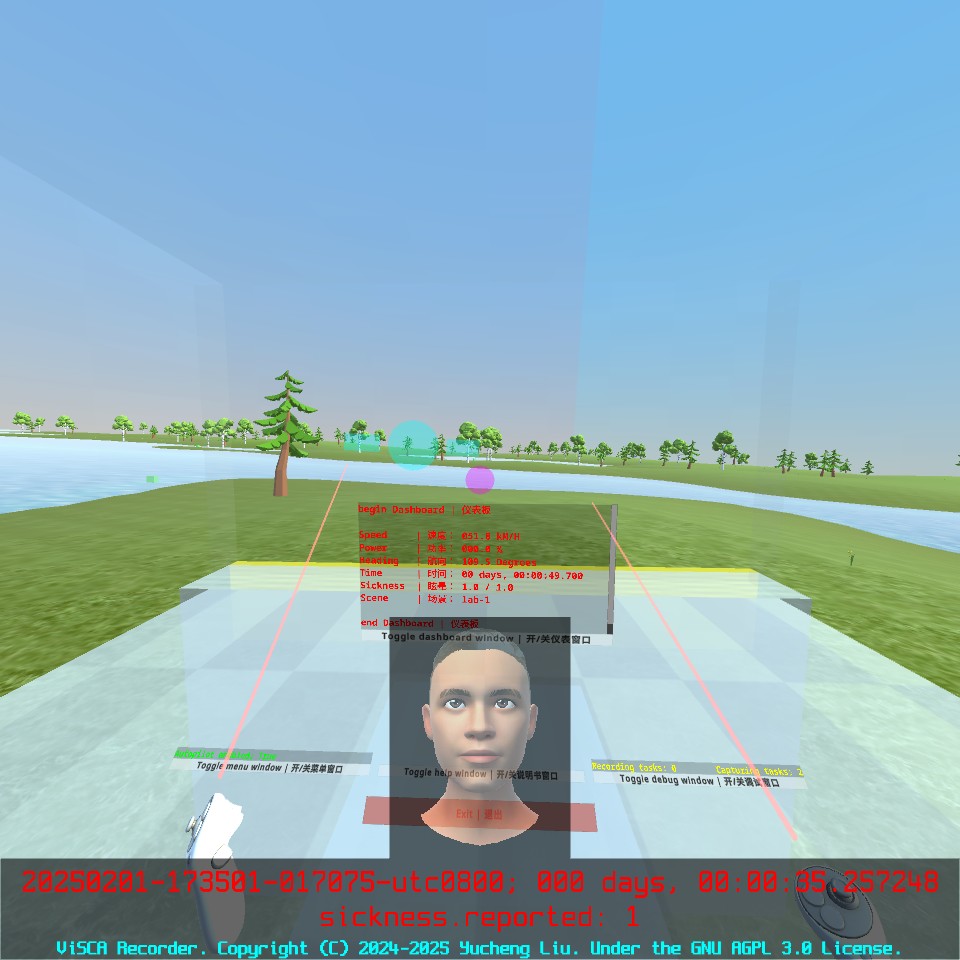 begin Dashboard | 仪表板
Speed | 速度： 051.6 kM/H
Power | 功率： 000.0 %
Heading | 航向： 109.5 Degrees
Time | 时间： 00 days, 00:00:49.700
Sickness | 眩晕： 1.0 / 1.0
Scene | 场景： lab-1
end Dashboard | 仪表板
Toggle dashboard window | 开/关仪表窗口
Toggle menu window | 开/关菜单窗口
Toggle help window | 开/关说明书窗口
Recording tasks: 0 Capturing tasks: 2
Toggle debug window | 开/关调试窗口
Exit | 退出
20250201-173501-017075-utc0800; 000 days, 00:00:35.257248
sickness.reported: 1
ViSCA Recorder. Copyright (C) 2024-2025 Yucheng Liu. Under the GNU AGPL 3.0 License.